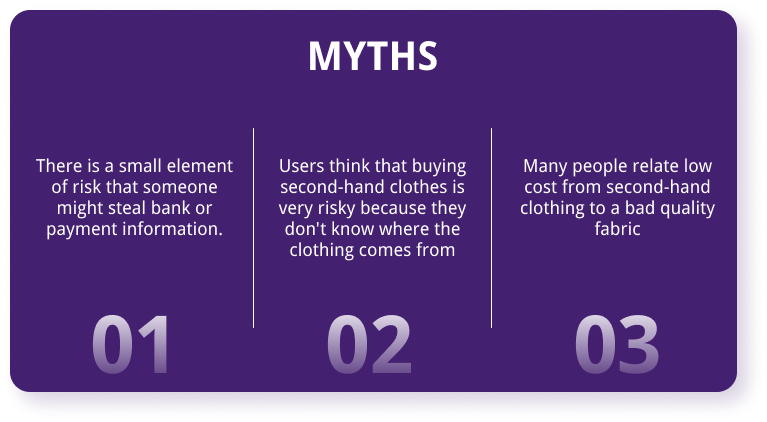 MYTHS
There is a small element
of risk that someone
might steal bank or
payment information.
01
Users think that buying
second-hand clothes is
very risky because they
don't know where the
clothing comes from
02
Many people relate low
cost from second-hand
clothing to a bad quality
fabric
03